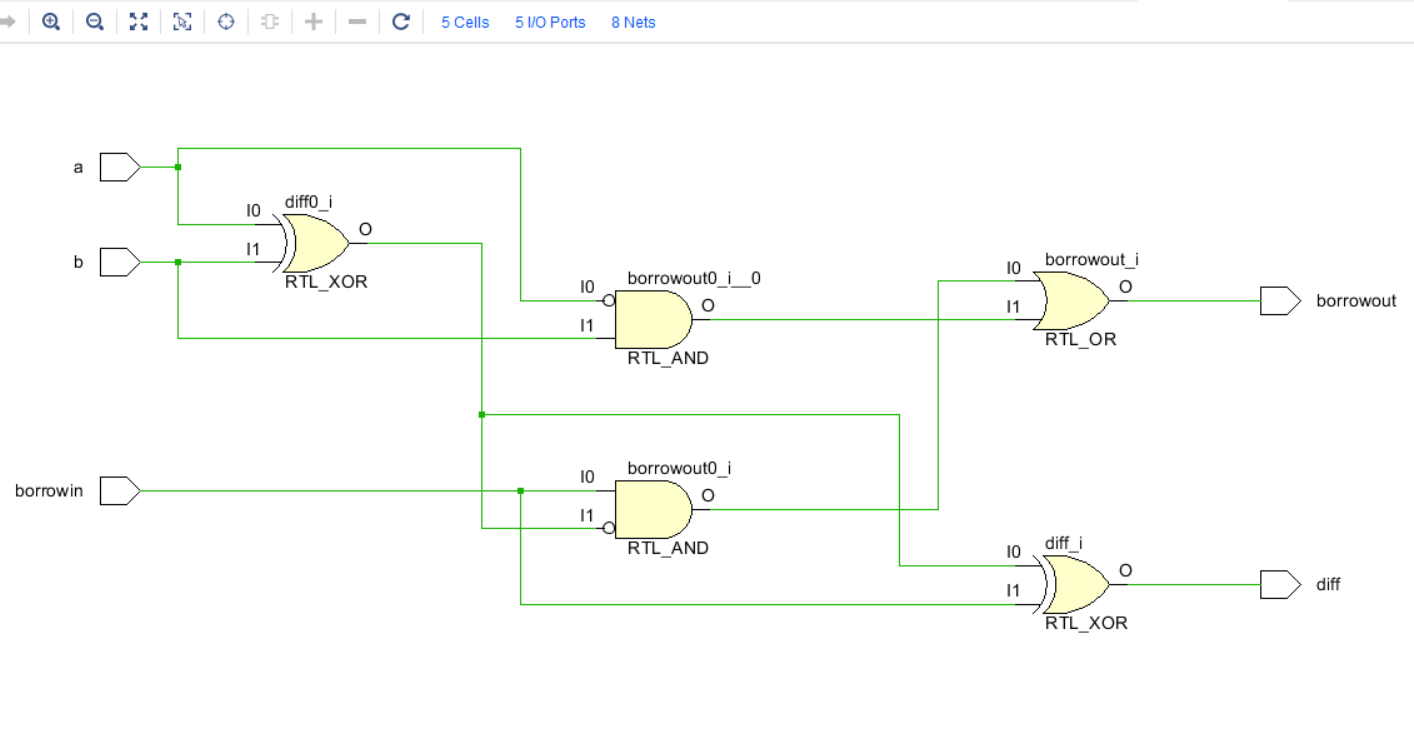 5 Cells 5 I/O Ports 8 Nets
a
diff0_i
I0
O
I1
b
RTL_XOR
borrowout_i
I0
O
borrowout0_i__0
I0
O
borrowout
I1
I1
RTL_OR
RTL_AND
borrowout0_i
I0
borrowin
O
I1
RTL_AND
diff_i
I0
O
diff
I1
RTL_XOR